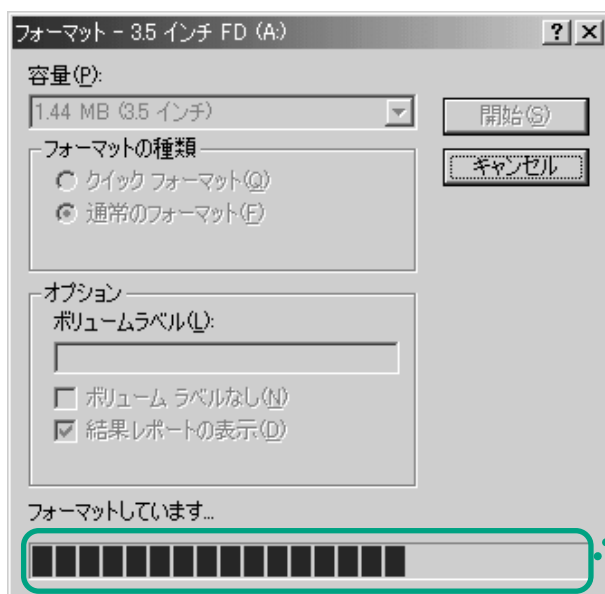 フォーマット - 3.5 インチ FD (A:)
容量(P):
1.44 MB (3.5 インチ)
開始(S)
フォーマットの種類
キャンセル
クイック フォーマット(Q)
通常のフォーマット(F)
オプション
ボリュームラベル(L):
ボリューム ラベルなし(N)
結果レポートの表示(D)
フォーマットしています...